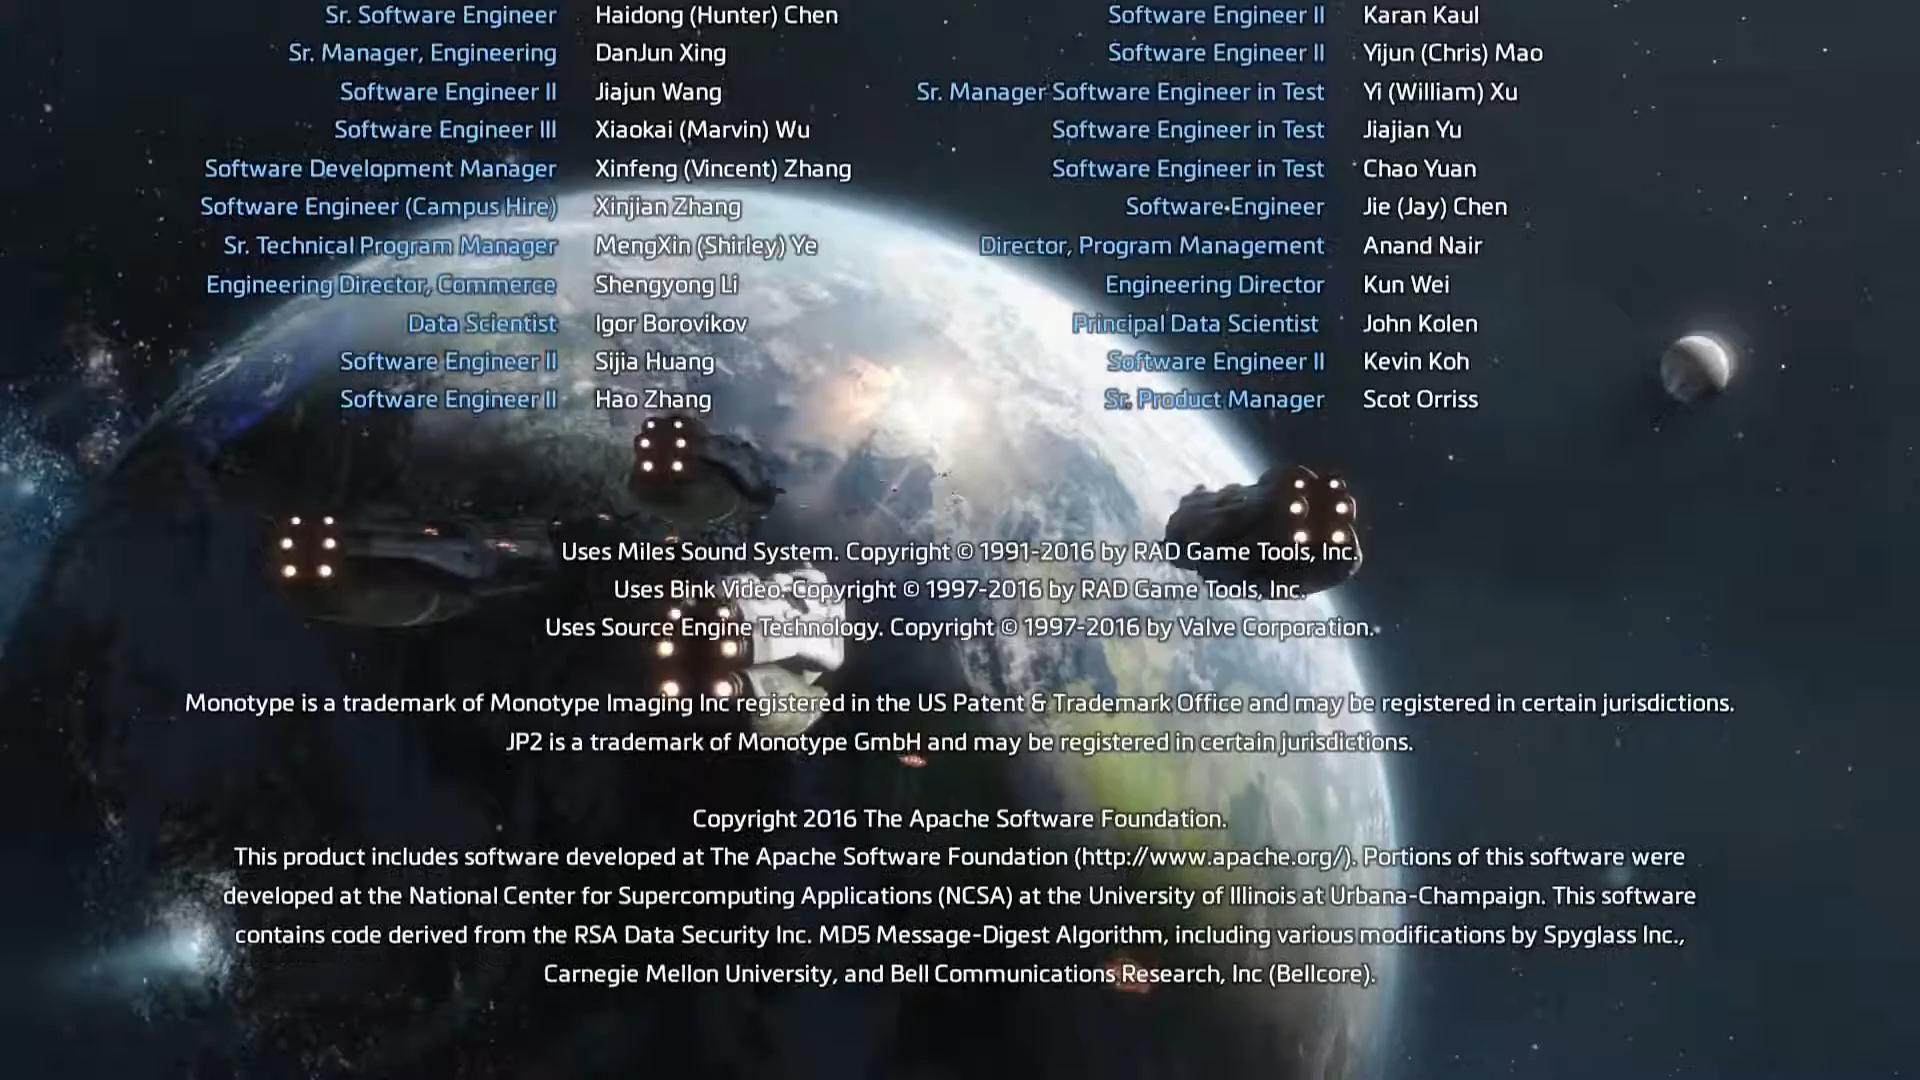 Sr. Software Engineer Haidong (Hunter) Chen Software Engineer II Karan Kaul
Sr. Manager, Engineering DanJun Xing Software Engineer II Yijun (Chris) Mao
Software Engineer II Jiajun Wang Sr. Manager Software Engineer in Test Yi (William) Xu
Software Engineer III Xiaokai (Marvin) Wu Software Engineer in Test Jiajian Yu
Software Development Manager Xinfeng (Vincent) Zhang Software Engineer in Test Chao Yuan
Software Engineer (Campus Hire) Xinjian Zhang Software Engineer Jie (Jay) Chen
Sr. Technical Program Manager MengXin (Shirley) Ye Director, Program Management Anand Nair
Engineering Director, Commerce Shengyong Li Engineering Director Kun Wei
Data Scientist Igor Borovikov Principal Data Scientist John Kolen
Software Engineer II Sijia Huang Software Engineer II Kevin Koh
Software Engineer II Hao Zhang Sr. Product Manager Scot Orriss
Uses Miles Sound System. Copyright © 1991-2016 by RAD Game Tools, Inc.
Uses Bink Video. Copyright © 1997-2016 by RAD Game Tools, Inc.
Uses Source Engine Technology. Copyright © 1997-2016 by Valve Corporation.
Monotype is a trademark of Monotype Imaging Inc registered in the US Patent & Trademark Office and may be registered in certain jurisdictions.
JP2 is a trademark of Monotype GmbH and may be registered in certain jurisdictions.
Copyright 2016 The Apache Software Foundation.
This product includes software developed at The Apache Software Foundation (http://www.apache.org/). Portions of this software were
developed at the National Center for Supercomputing Applications (NCSA) at the University of Illinois at Urbana-Champaign. This software
contains code derived from the RSA Data Security Inc. MD5 Message-Digest Algorithm, including various modifications by Spyglass Inc.,
Carnegie Mellon University, and Bell Communications Research, Inc (Bellcore).